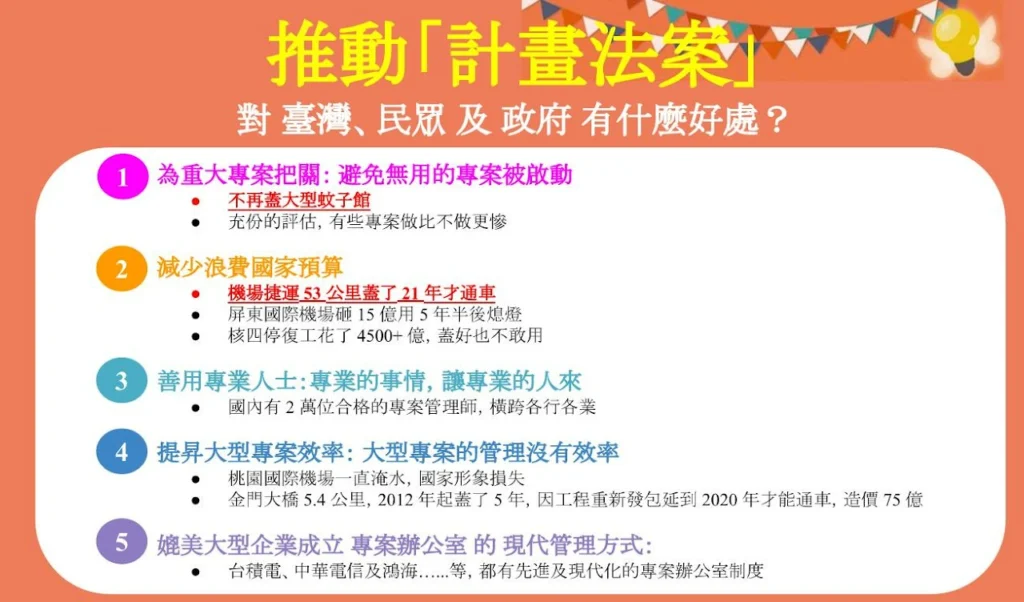 推動「計畫法案」
對 臺灣、民眾 及 政府 有什麼好處？
1 為重大專案把關：避免無用的專案被啟動
● 不再蓋大型蚊子館
● 充份的評估, 有些專案做比不做更慘
2 減少浪費國家預算
● 機場捷運 53 公里蓋了 21 年才通車
● 屏東國際機場砸 15 億用 5 年半後熄燈
● 核四停復工花了 4500+ 億, 蓋好也不敢用
3 善用專業人士：專業的事情, 讓專業的人來
● 國內有 2 萬位合格的專案管理師, 橫跨各行各業
4 提昇大型專案效率：大型專案的管理沒有效率
● 桃園國際機場一直淹水, 國家形象損失
● 金門大橋 5.4 公里, 2012 年起蓋了 5 年, 因工程重新發包延到 2020 年才能通車, 造價 75 億
5 媲美大型企業成立 專案辦公室 的 現代管理方式：
● 台積電、中華電信及鴻海…...等, 都有先進及現代化的專案辦公室制度